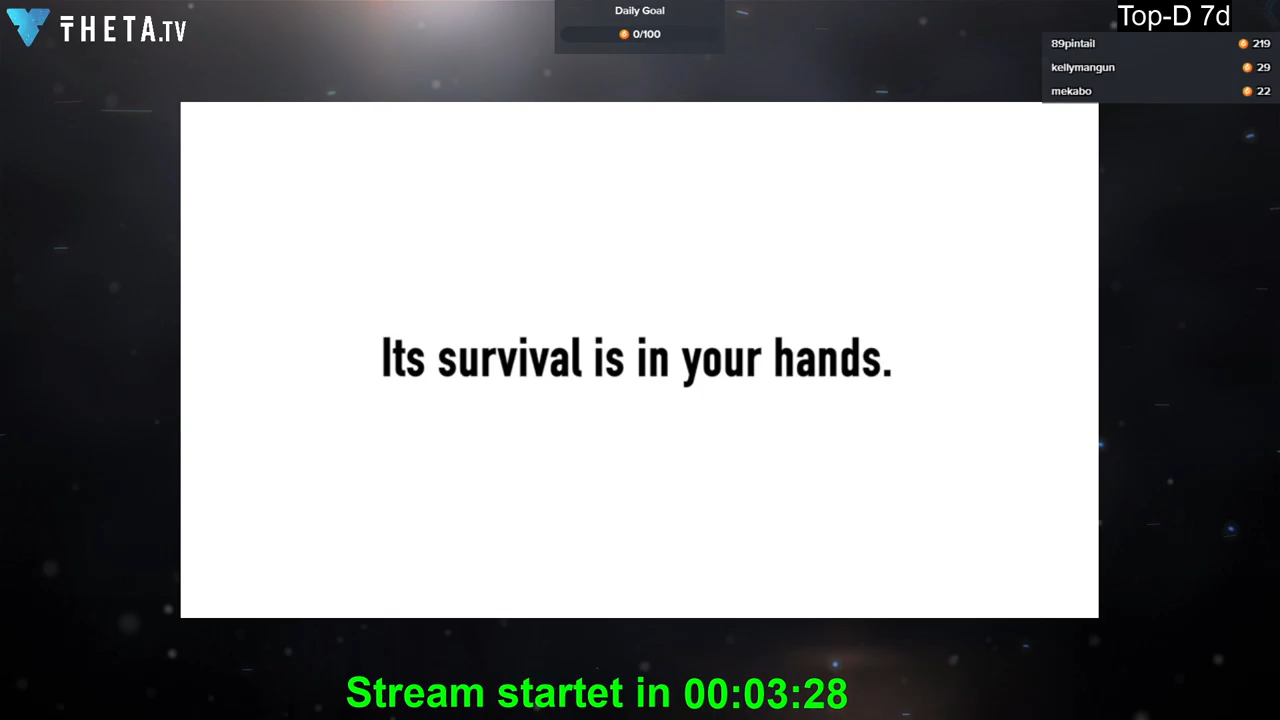 THETA.TV
Daily Goal
0/100
Top-D 7d
89pintail 219
kellymangun 29
mekabo 22
Its survival is in your hands.
Stream startet in 00:03:28